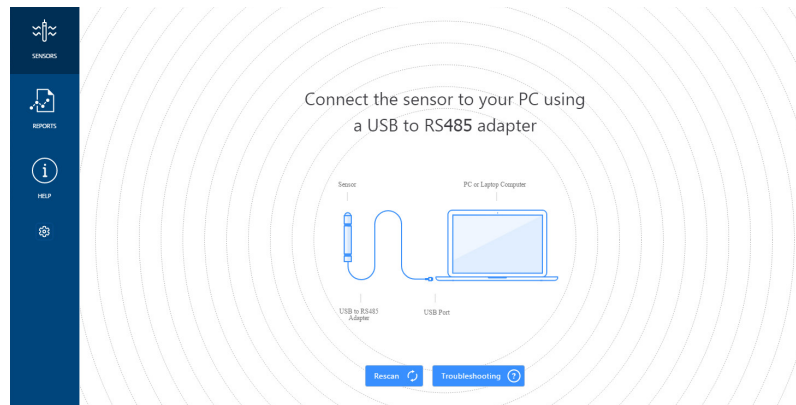 SENSORS
REPORTS
HELP
Connect the sensor to your PC using
a USB to RS485 adapter
Sensor
PC or Laptop Computer
USB to RS485
Adapter
USB Port
Rescan
Troubleshooting ?